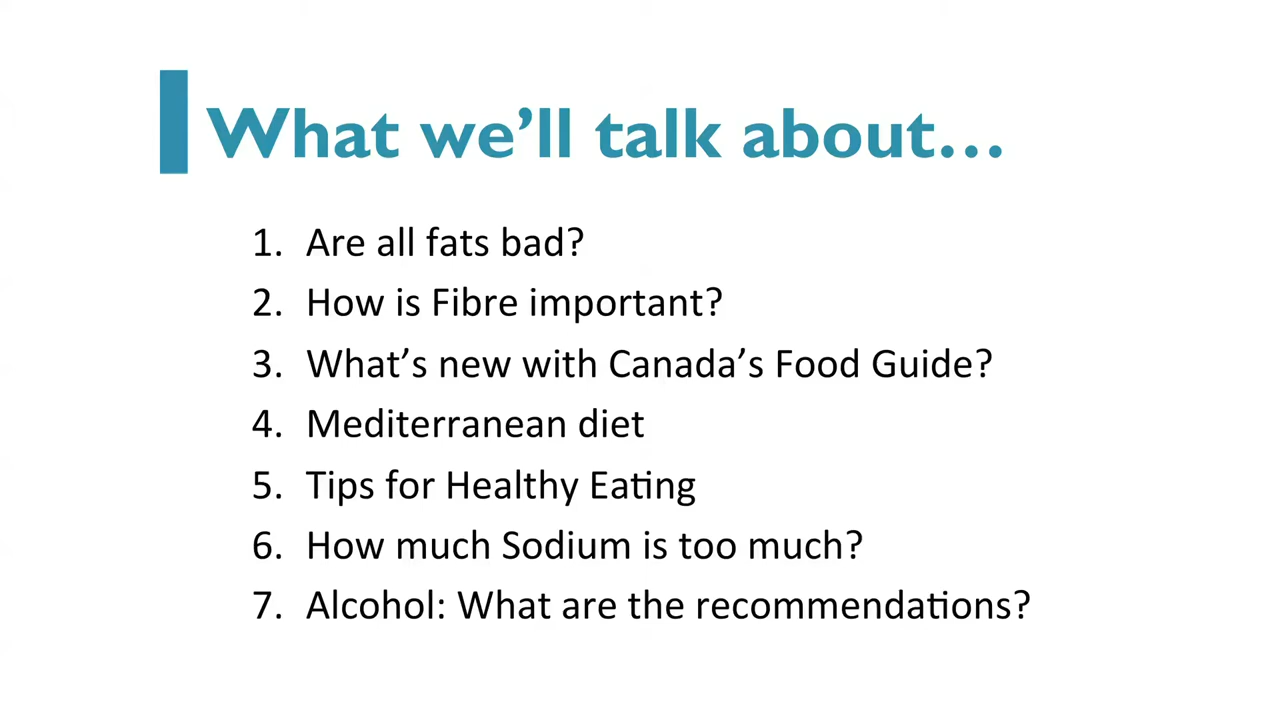 What we’ll talk about…
1. Are all fats bad?
2. How is Fibre important?
3. What’s new with Canada’s Food Guide?
4. Mediterranean diet
5. Tips for Healthy Eating
6. How much Sodium is too much?
7. Alcohol: What are the recommendations?